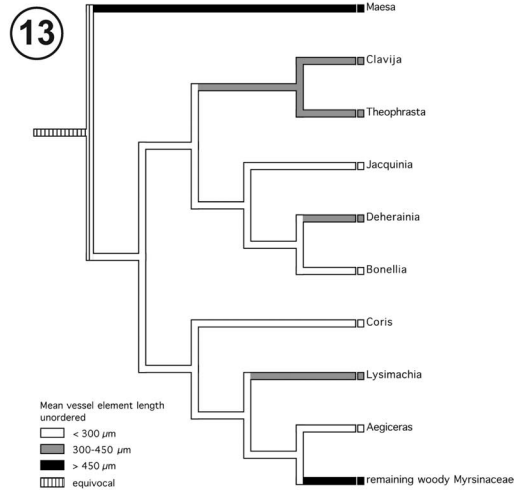 13
Maesa
Clavija
Theophrasta
Jacquinia
Deherainia
Bonellia
Coris
Lysimachia
Aegiceras
remaining woody Myrsinaceae
Mean vessel element length
unordered
< 300 µm
300-450 µm
> 450 µm
equivocal